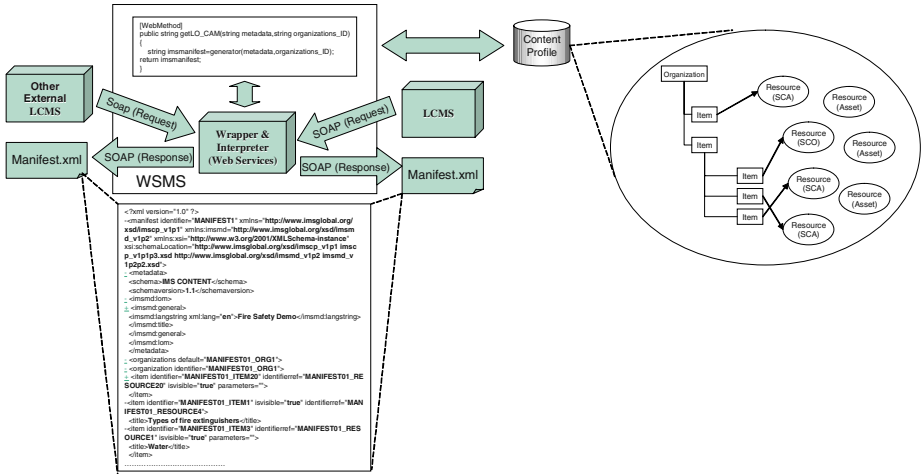 [WebMethod]
public string getLO_CAM(string metadata,string organizations_ID)
{
string imsmanifest=generator(metadata,organizations_ID);
return imsmanifest;
}
Content
Profile
Other
External
LCMS
Soap (Request)
SOAP (Request)
LCMS
Wrapper &
Interpreter
(Web Services)
Manifest.xml
SOAP (Response)
SOAP (Response)
Manifest.xml
WSMS
Organization
Item
Item
Item
Item
Item
Resource
(SCA)
Resource
(Asset)
Resource
(SCO)
Resource
(Asset)
Resource
(SCA)
Resource
(Asset)
Resource
(SCA)
<?xml version="1.0" ?>
-<manifest identifier="MANIFEST1" xmlns="http://www.imsglobal.org/
xsd/imscp_v1p1" xmlns:imsmd="http://www.imsglobal.org/xsd/imsm
d_v1p2" xmlns:xsi="http://www.w3.org/2001/XMLSchema-instance"
xsi:schemaLocation="http://www.imsglobal.org/xsd/imscp_v1p1 imsc
p_v1p1p3.xsd http://www.imsglobal.org/xsd/imsmd_v1p2 imsmd_v
1p2p2.xsd">
- <metadata>
<schema>IMS CONTENT</schema>
<schemaversion>1.1</schemaversion>
- <imsmd:lom>
+ <imsmd:general>
<imsmd:langstring xml:lang="en">Fire Safety Demo</imsmd:langstring>
</imsmd:title>
</imsmd:general>
</imsmd:lom>
</metadata>
- <organizations default="MANIFEST01_ORG1">
- <organization identifier="MANIFEST01_ORG1">
+ <item identifier="MANIFEST01_ITEM20" identifierref="MANIFEST01_RE
SOURCE20" isvisible="true" parameters="">
</item>
-<item identifier="MANIFEST01_ITEM1" isvisible="true" identifierref="MAN
IFEST01_RESOURCE4">
<title>Types of fire extinguishers</title>
-<item identifier="MANIFEST01_ITEM3" identifierref="MANIFEST01_RES
OURCE1" isvisible="true" parameters="">
<title>Water</title>
</item>
..........................................